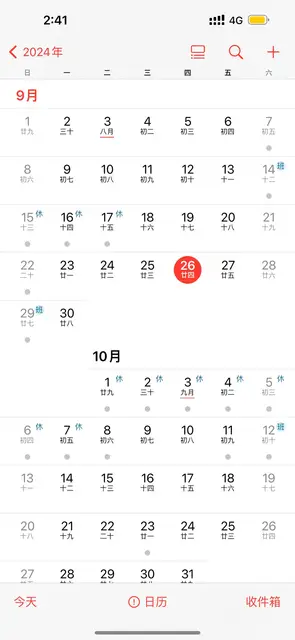 2:41 4G
2024年
日 一 二 三 四 五 六
9月
1 2 3 4 5 6 7
廿九 三十 八月 初二 初三 初四 初五
8 9 10 11 12 13 14 班
初六 初七 初八 初九 初十 十一 十二
15 休 16 休 17 休 18 19 20 21
十三 十四 十五 十六 十七 十八 十九
22 23 24 25 26 27 28
二十 廿一 廿二 廿三 廿四 廿五 廿六
29 班 30
廿七 廿八
10月
1 休 2 休 3 休 4 休 5 休
廿九 三十 九月 初二 初三
6 休 7 休 8 9 10 11 12 班
初四 初五 初六 初七 初八 初九 初十
13 14 15 16 17 18 19
十一 十二 十三 十四 十五 十六 十七
20 21 22 23 24 25 26
十八 十九 二十 廿一 廿二 廿三 廿四
27 28 29 30 31
今天 日历 收件箱